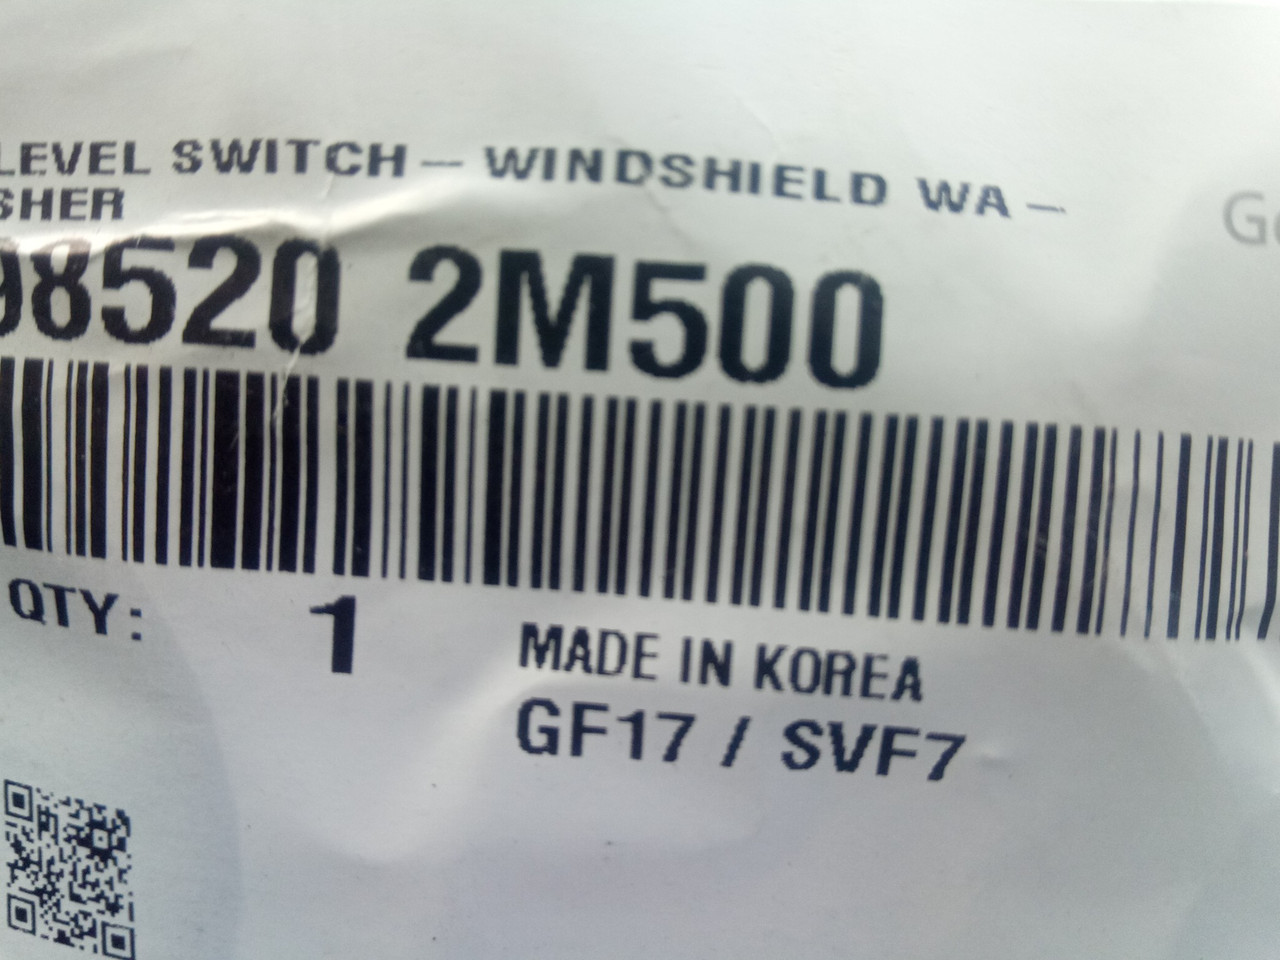 LEVEL SWITCH – WINDSHIELD WA –
SHER
98520 2M500
QTY: 1
MADE IN KOREA
GF17 / SVF7